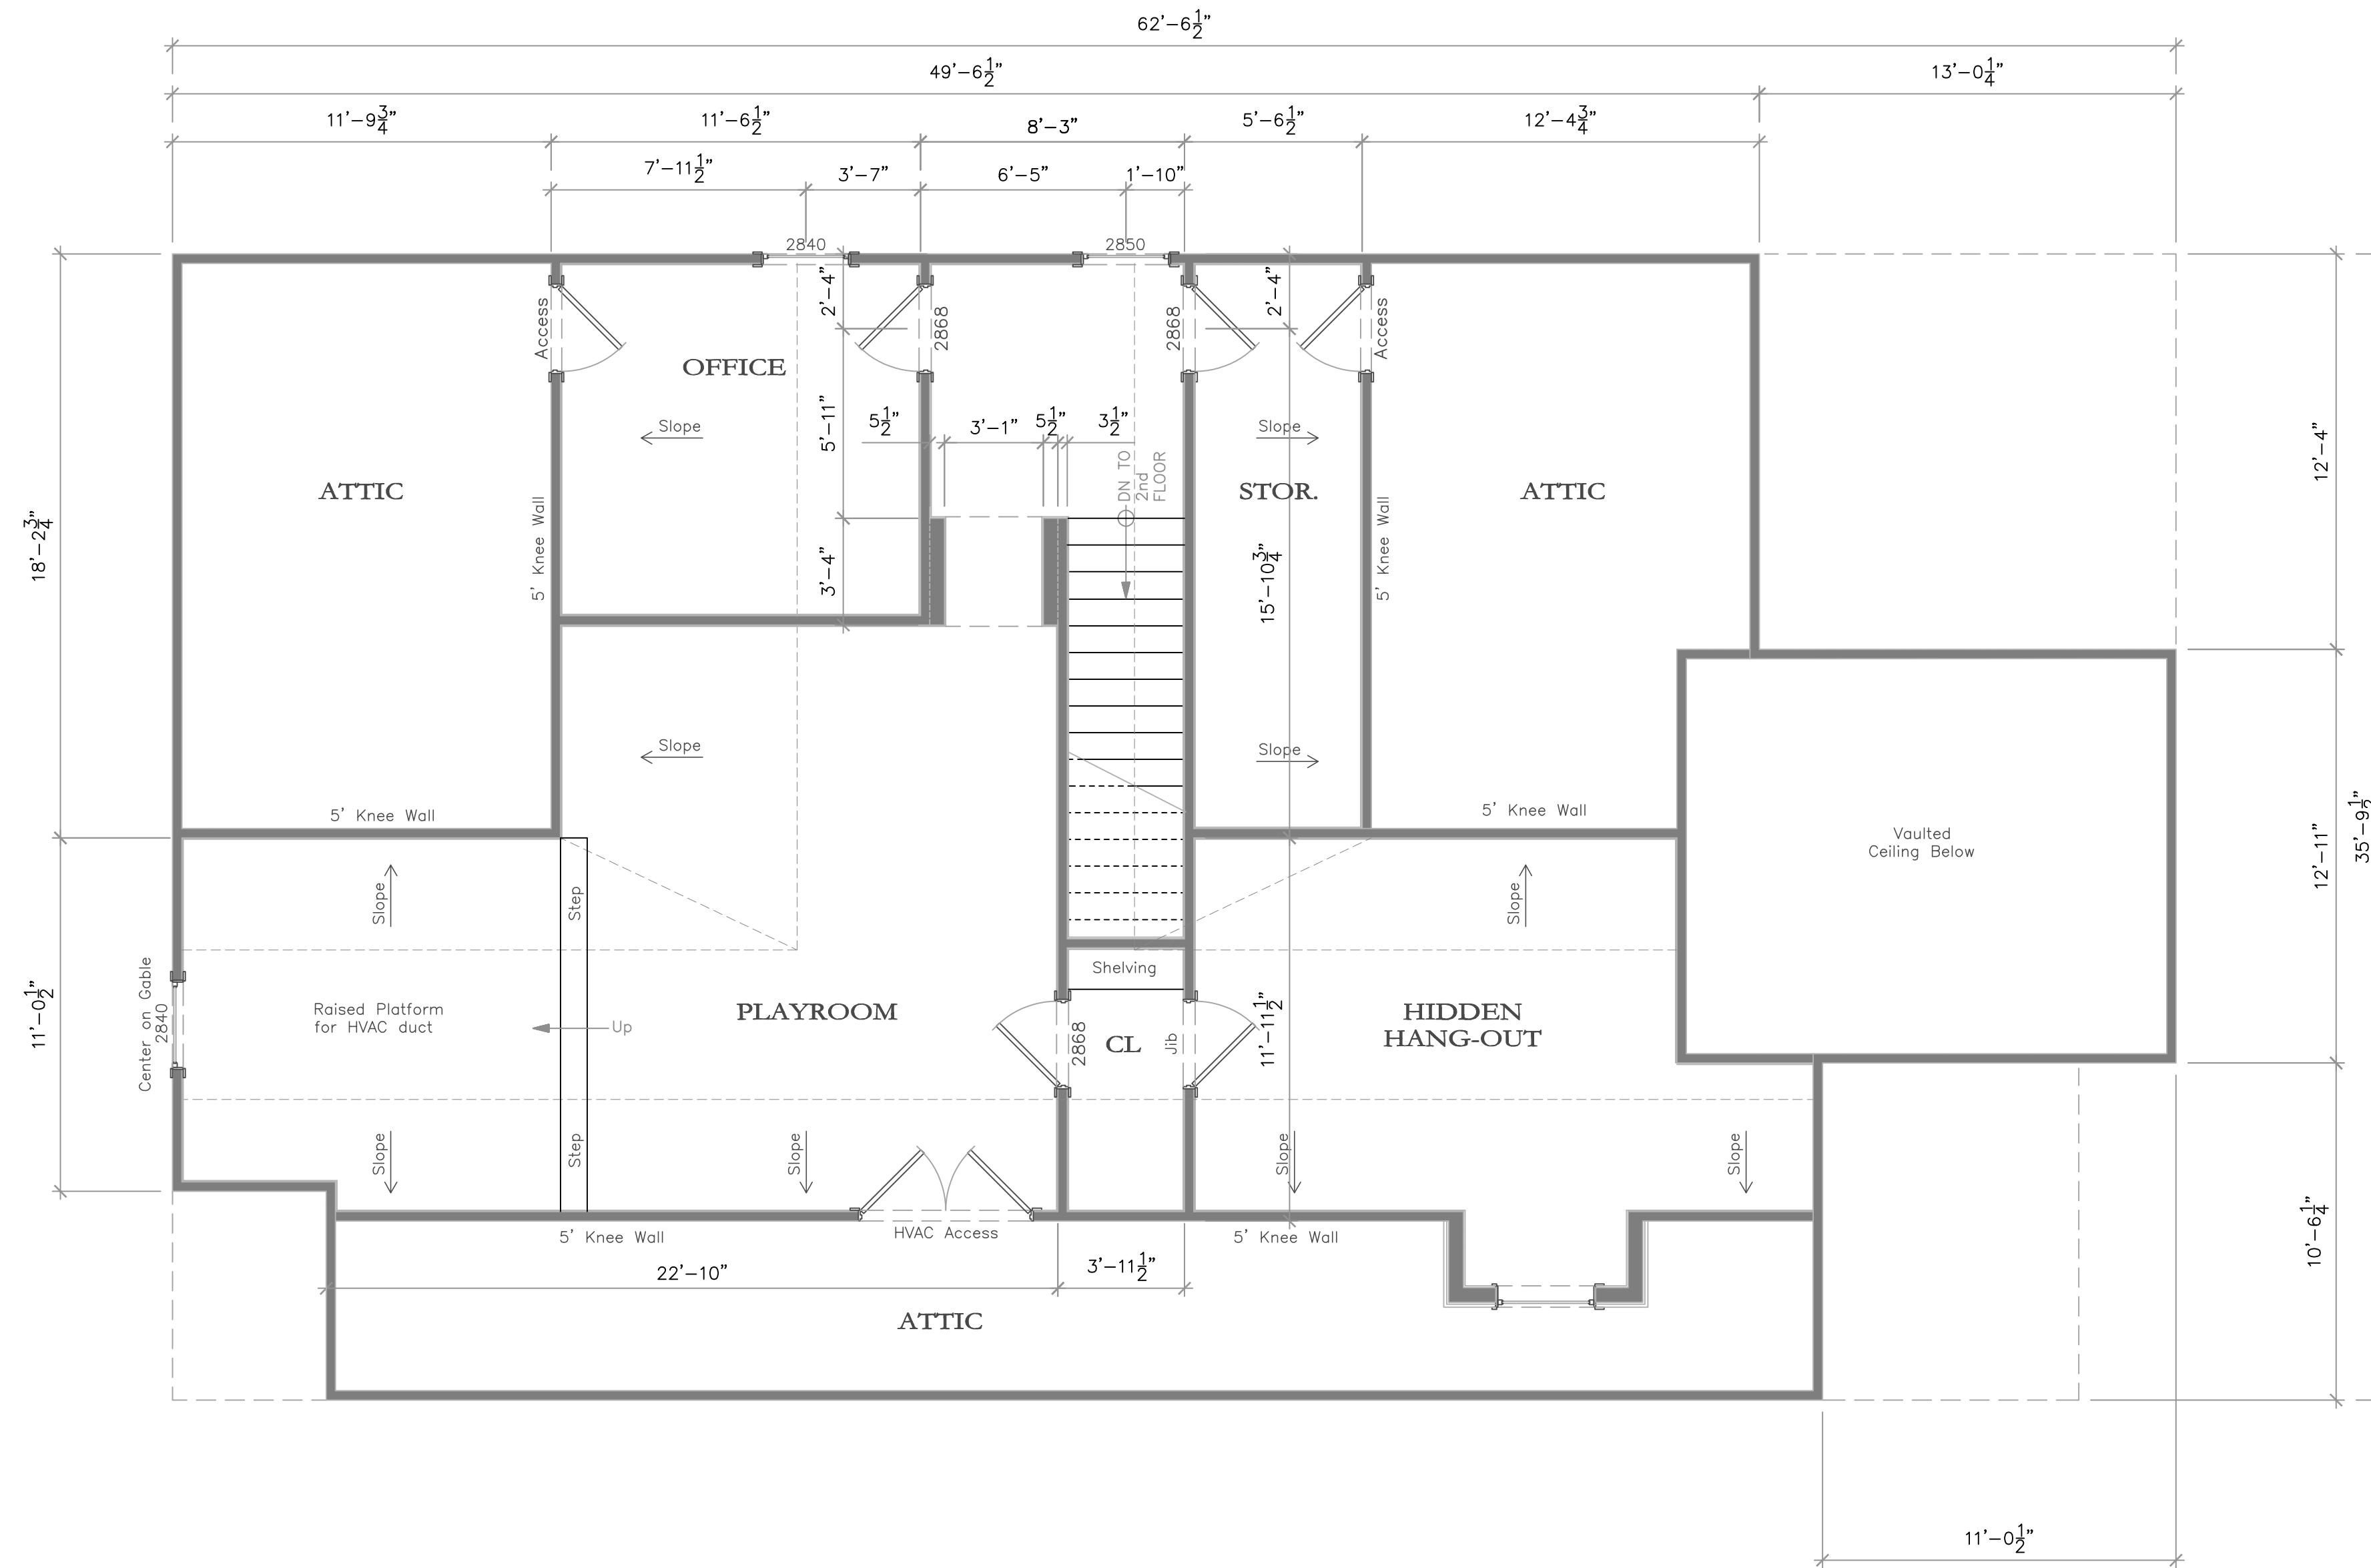 62'-6 1/2"
49'-6 1/2"
13'-0 1/4"
11'-9 3/4"
11'-6 1/2"
8'-3"
5'-6 1/2"
12'-4 3/4"
7'-11 1/2"
3'-7"
6'-5"
1'-10"
2840
2850
2'-4"
2'-4"
Access
2868
2868
Access
OFFICE
5'-11"
5 1/2"
3'-1"
5 1/2"
3 1/2"
Slope
Slope
12'-4"
DN TO
2nd
FLOOR
ATTIC
STOR.
ATTIC
18'-2 3/4"
5' Knee Wall
5' Knee Wall
3'-4"
15'-10 3/4"
Slope
Slope
5' Knee Wall
5' Knee Wall
Vaulted
Ceiling Below
12'-11"
35'-9 1/2"
Slope
Step
Slope
Shelving
Center on Gable
2840
11'-0 1/2"
Raised Platform
for HVAC duct
Up
PLAYROOM
2868
CL
Jib
11'-11 1/2"
HIDDEN
HANG-OUT
Slope
Step
Slope
Slope
Slope
5' Knee Wall
HVAC Access
5' Knee Wall
10'-6 1/4"
22'-10"
3'-11 1/2"
ATTIC
11'-0 1/2"